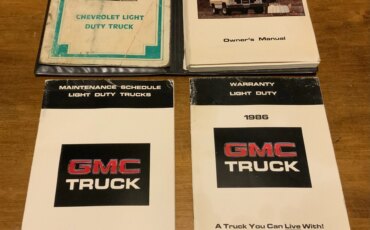 CHEVROLET LIGHT
DUTY TRUCK
Owner's Manual
MAINTENANCE SCHEDULE
LIGHT DUTY TRUCKS
GMC
TRUCK
WARRANTY
LIGHT DUTY
1986
GMC
TRUCK
A Truck You Can Live With!